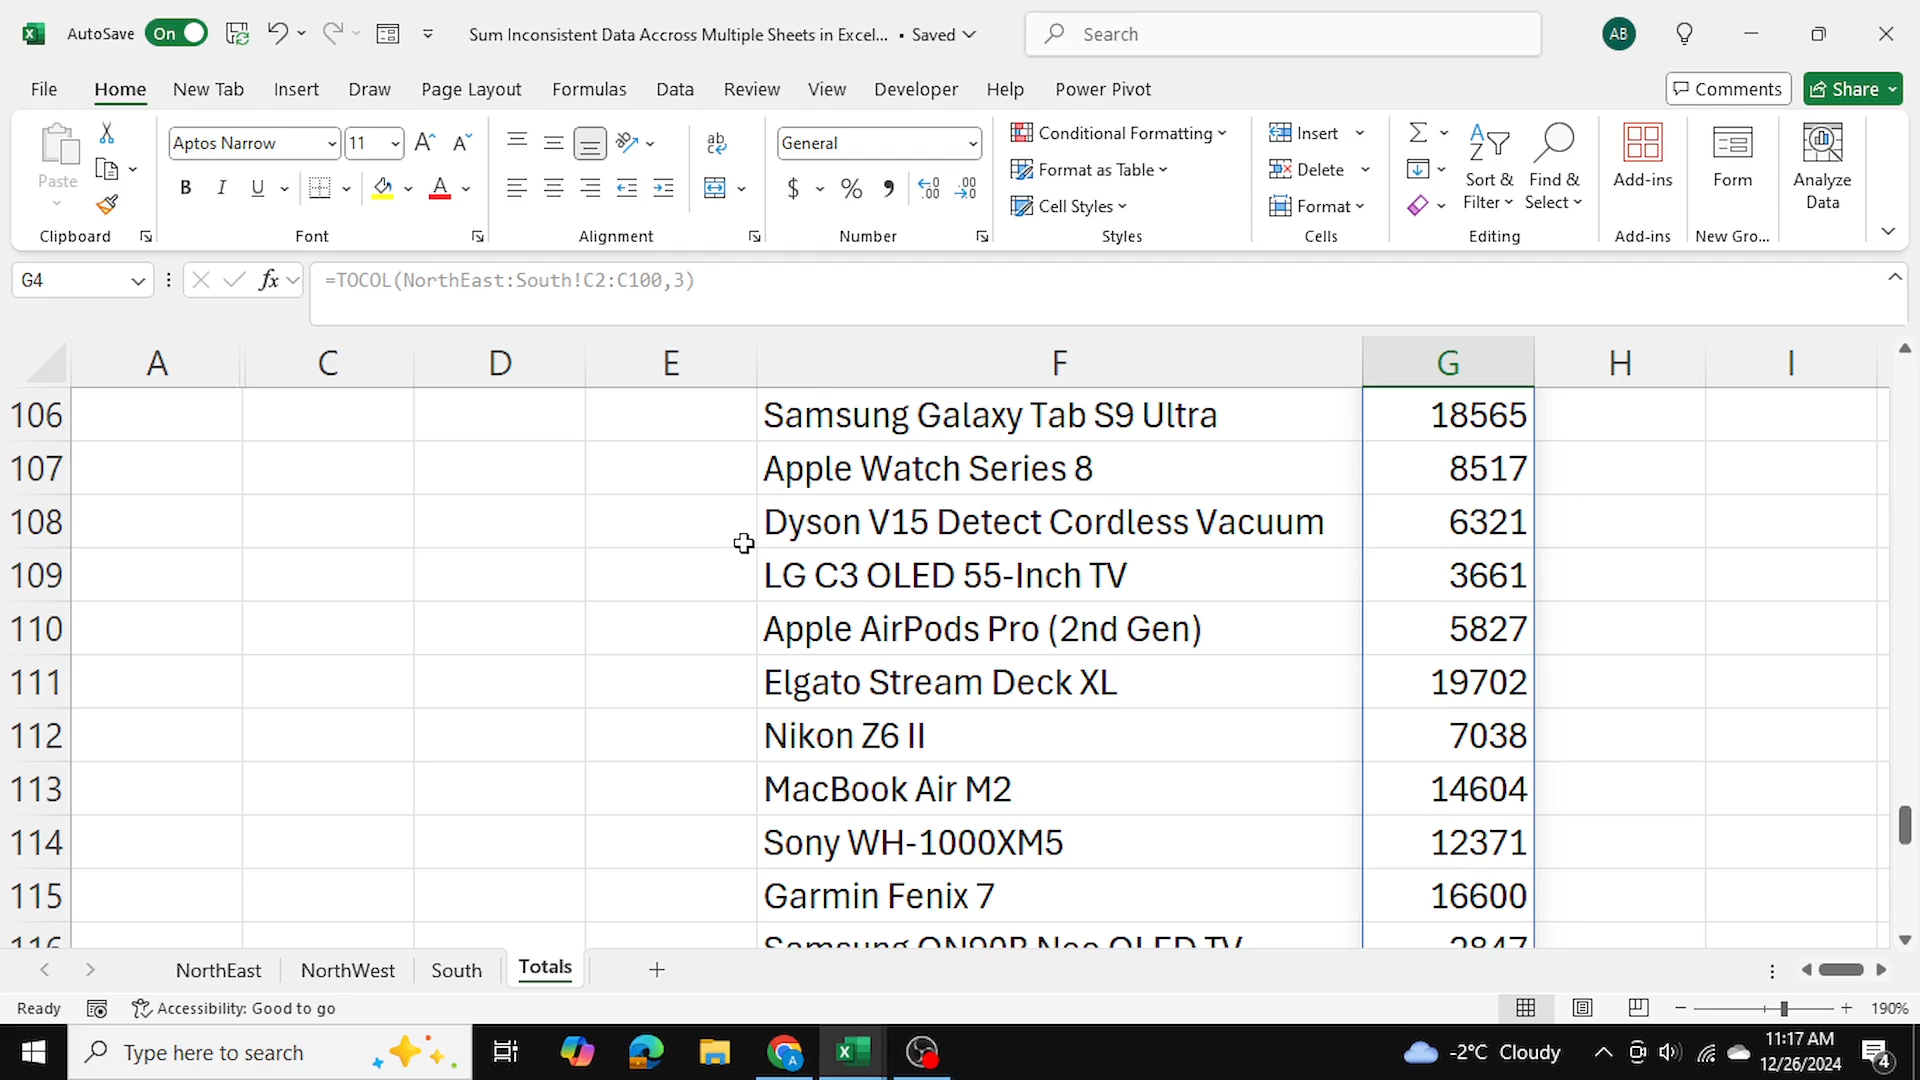 AutoSave On Sum Inconsistent Data Accross Multiple Sheets in Excel... • Saved Search AB
File Home New Tab Insert Draw Page Layout Formulas Data Review View Developer Help Power Pivot Comments Share
Paste Aptos Narrow 11 General Conditional Formatting Format as Table Cell Styles Insert Delete Format Sort & Filter Find & Select Add-ins Form Analyze Data
Clipboard Font Alignment Number Styles Cells Editing Add-ins New Gro...
G4 fx =TOCOL(NorthEast:South!C2:C100,3)
A C D E F G H I
106 Samsung Galaxy Tab S9 Ultra 18565
107 Apple Watch Series 8 8517
108 Dyson V15 Detect Cordless Vacuum 6321
109 LG C3 OLED 55-Inch TV 3661
110 Apple AirPods Pro (2nd Gen) 5827
111 Elgato Stream Deck XL 19702
112 Nikon Z6 II 7038
113 MacBook Air M2 14604
114 Sony WH-1000XM5 12371
115 Garmin Fenix 7 16600
116 Samsung QN90B Neo QLED TV 2847
NorthEast NorthWest South Totals
Ready Accessibility: Good to go 190%
Type here to search -2°C Cloudy 11:17 AM
12/26/2024 4